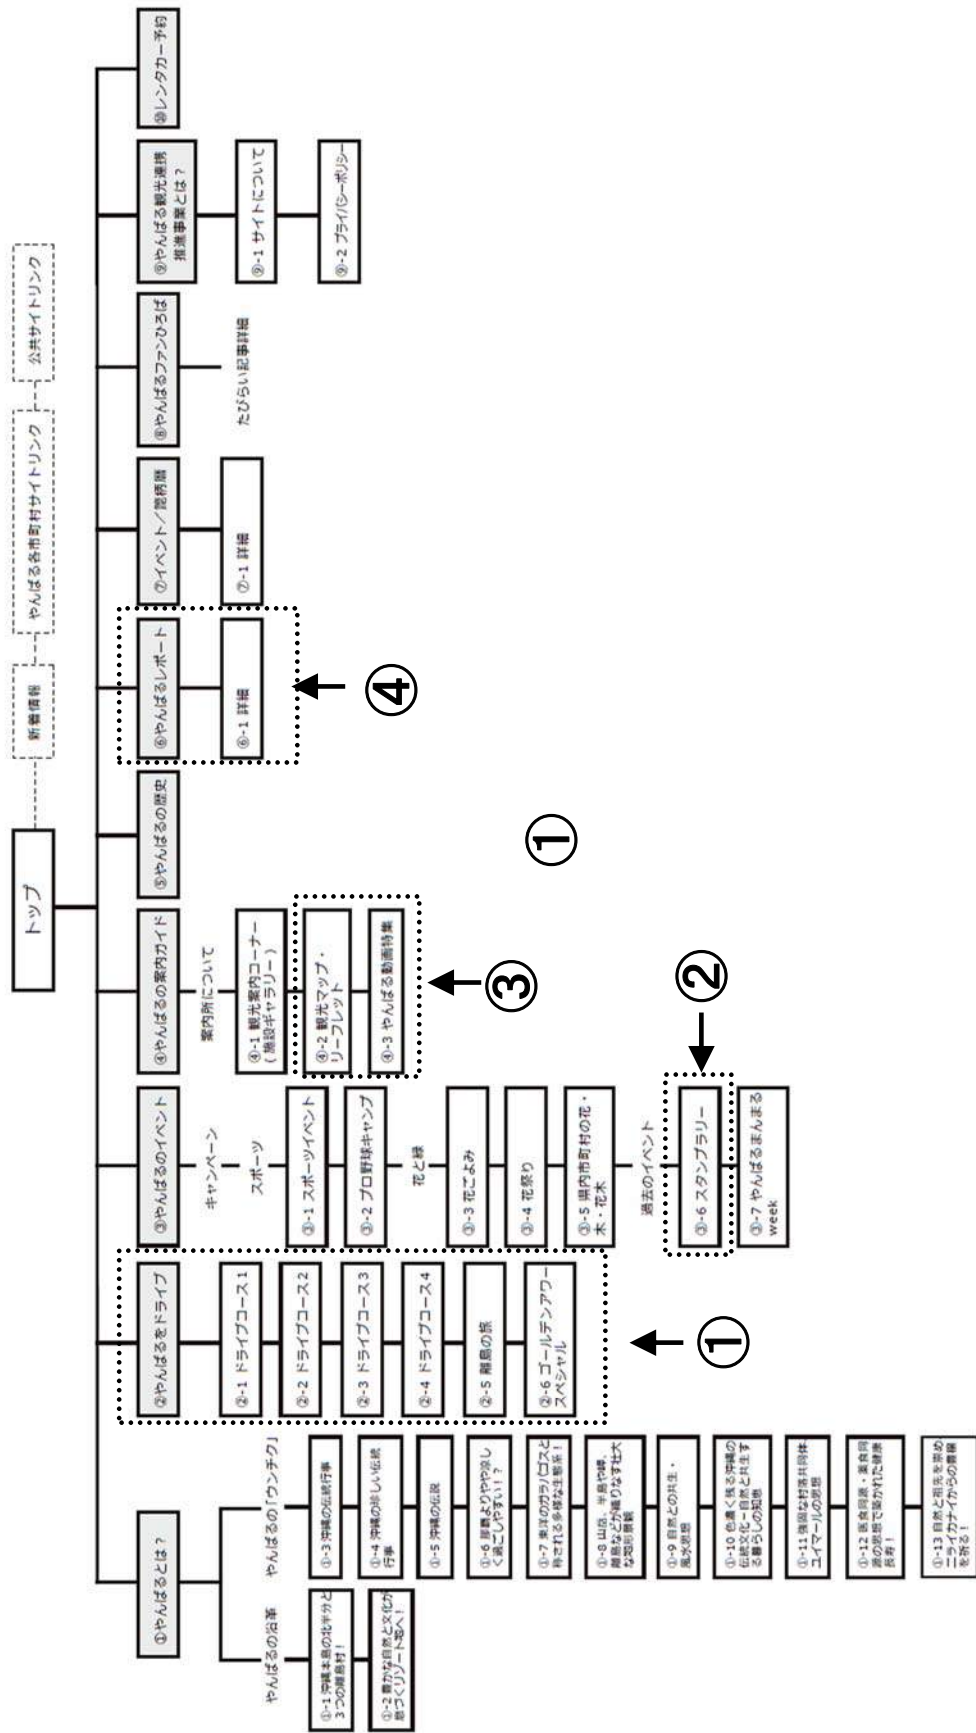 トップ
新着情報
やんばる各市町村サイトリンク
公共サイトリンク
①やんばるとは？
やんばるの沿革
①-1 沖縄本島の北半分と
3つの離島村！
①-2 豊かな自然と文化が
息づくリゾート地へ！
やんばるの「ウンチク」
①-3 沖縄の伝統行事
①-4 沖縄の珍しい伝統
行事
①-5 沖縄の伝説
①-6 那覇よりやや涼し
く過ごしやすい！？
①-7 東洋のガラパゴスと
称される多様な生態系！
①-8 山岳、半島や岬、
離島などが織りなす壮大
な地形景観
①-9 自然との共生・
風水思想
①-10 色濃く残る沖縄の
伝統文化－自然と共生す
る暮らしの知恵
①-11 強固な村落共同体、
ユイマールの思想
①-12 医食同源・薬食同
源の思想で築かれた健康
長寿！
①-13 自然と祖先を崇め、
ニライカナイからの豊穣
を祈る！
②やんばるをドライブ
②-1 ドライブコース1
②-2 ドライブコース2
②-3 ドライブコース3
②-4 ドライブコース4
②-5 離島の旅
②-6 ゴールデンアワー
スペシャル
①
③やんばるのイベント
キャンペーン
スポーツ
③-1 スポーツイベント
③-2 プロ野球キャンプ
花と緑
③-3 花ごよみ
③-4 花祭り
③-5 県内市町村の花・
木・花木
過去のイベント
③-6 スタンプラリー
③-7 やんばるまんまる
week
②
④やんばるの案内ガイド
案内所について
④-1 観光案内コーナー
( 施設ギャラリー )
④-2 観光マップ・
リーフレット
④-3 やんばる動画特集
③
⑤やんばるの歴史
①
⑥やんばるレポート
⑥-1 詳細
④
⑦イベント／琉柄暦
⑦-1 詳細
⑧やんばるファンひろば
たびらい記事詳細
⑨やんばる観光連携
推進事業とは？
⑨-1 サイトについて
⑨-2 プライバシーポリシー
⑩レンタカー予約